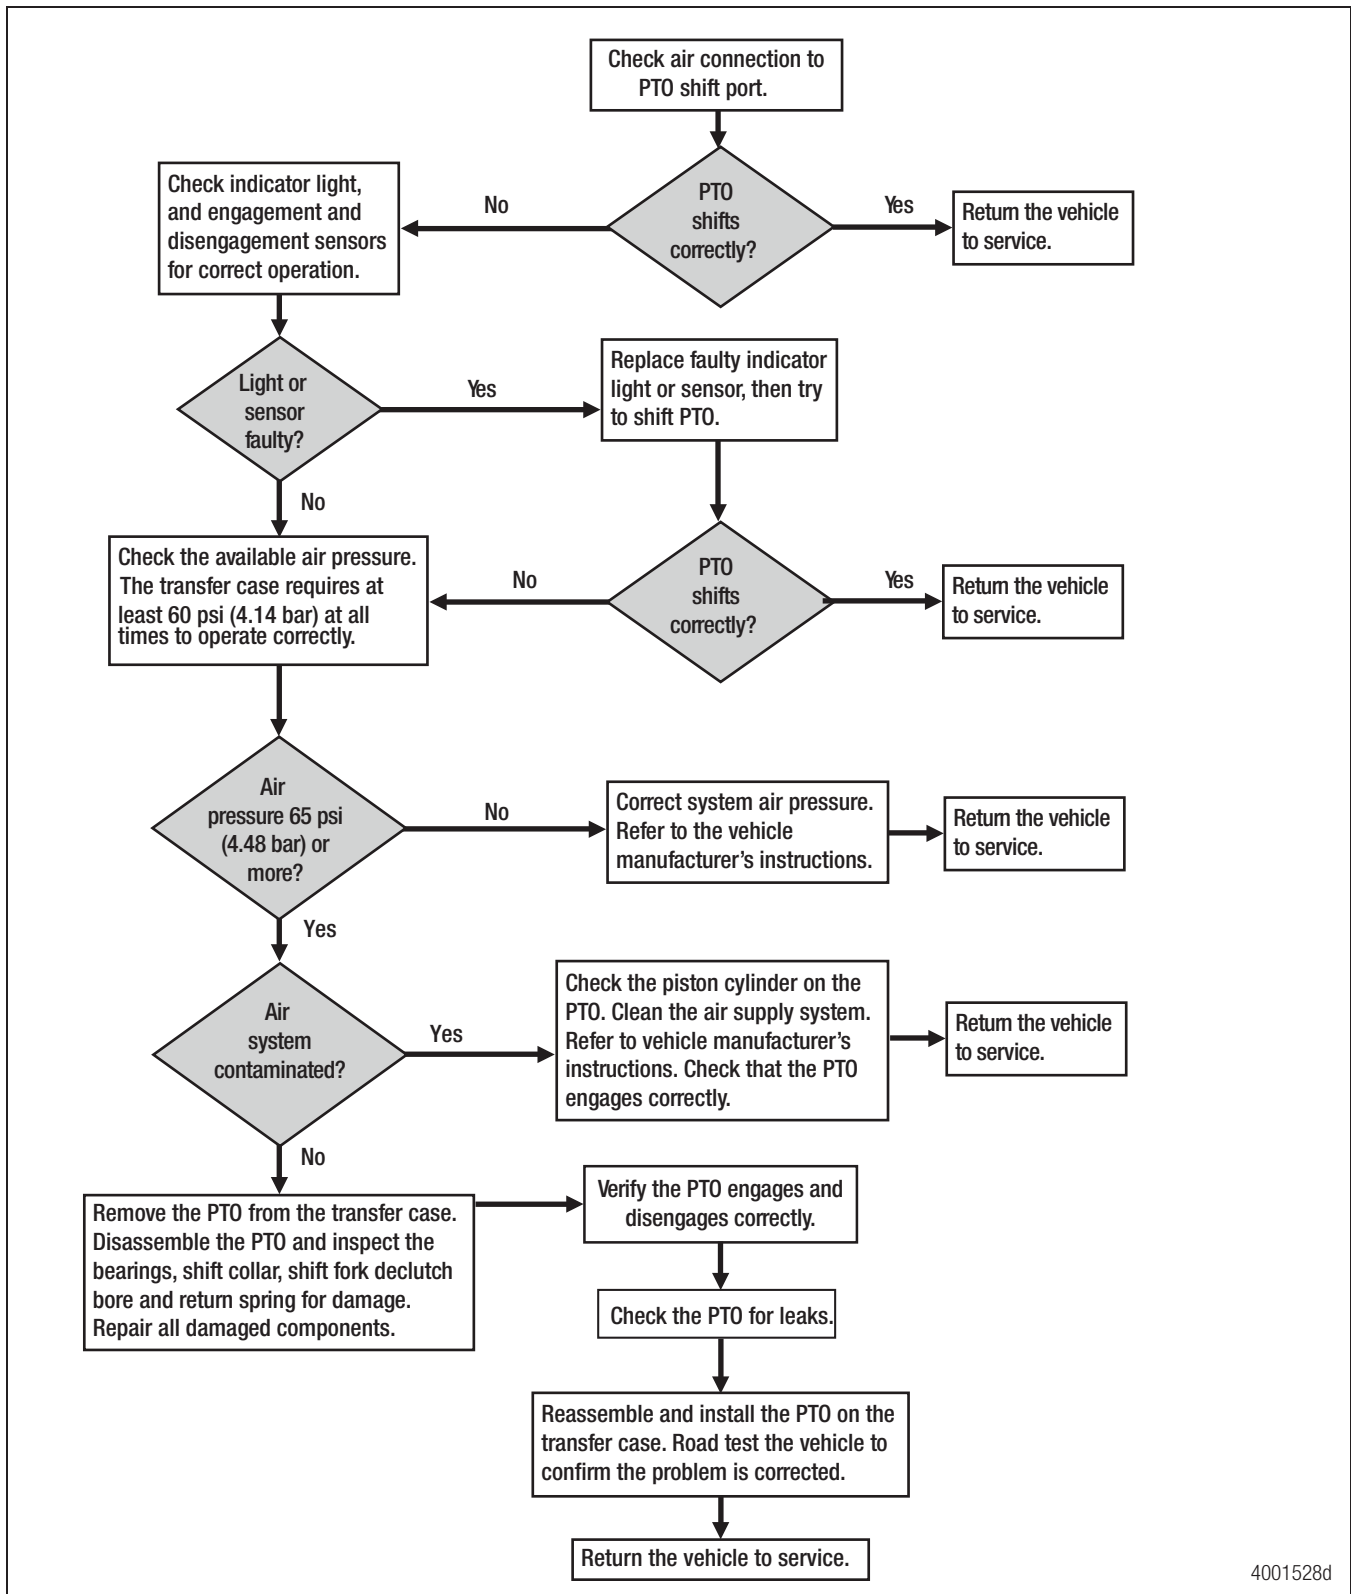 Check air connection to
PTO shift port.
PTO
shifts
correctly?
No
Yes
Check indicator light,
and engagement and
disengagement sensors
for correct operation.
Return the vehicle
to service.
Light or
sensor
faulty?
Yes
No
Replace faulty indicator
light or sensor, then try
to shift PTO.
PTO
shifts
correctly?
No
Yes
Return the vehicle
to service.
Check the available air pressure.
The transfer case requires at
least 60 psi (4.14 bar) at all
times to operate correctly.
Air
pressure 65 psi
(4.48 bar) or
more?
No
Yes
Correct system air pressure.
Refer to the vehicle
manufacturer's instructions.
Return the vehicle
to service.
Air
system
contaminated?
Yes
No
Check the piston cylinder on the
PTO. Clean the air supply system.
Refer to vehicle manufacturer's
instructions. Check that the PTO
engages correctly.
Return the vehicle
to service.
Remove the PTO from the transfer case.
Disassemble the PTO and inspect the
bearings, shift collar, shift fork declutch
bore and return spring for damage.
Repair all damaged components.
Verify the PTO engages and
disengages correctly.
Check the PTO for leaks.
Reassemble and install the PTO on the
transfer case. Road test the vehicle to
confirm the problem is corrected.
Return the vehicle to service.
4001528d